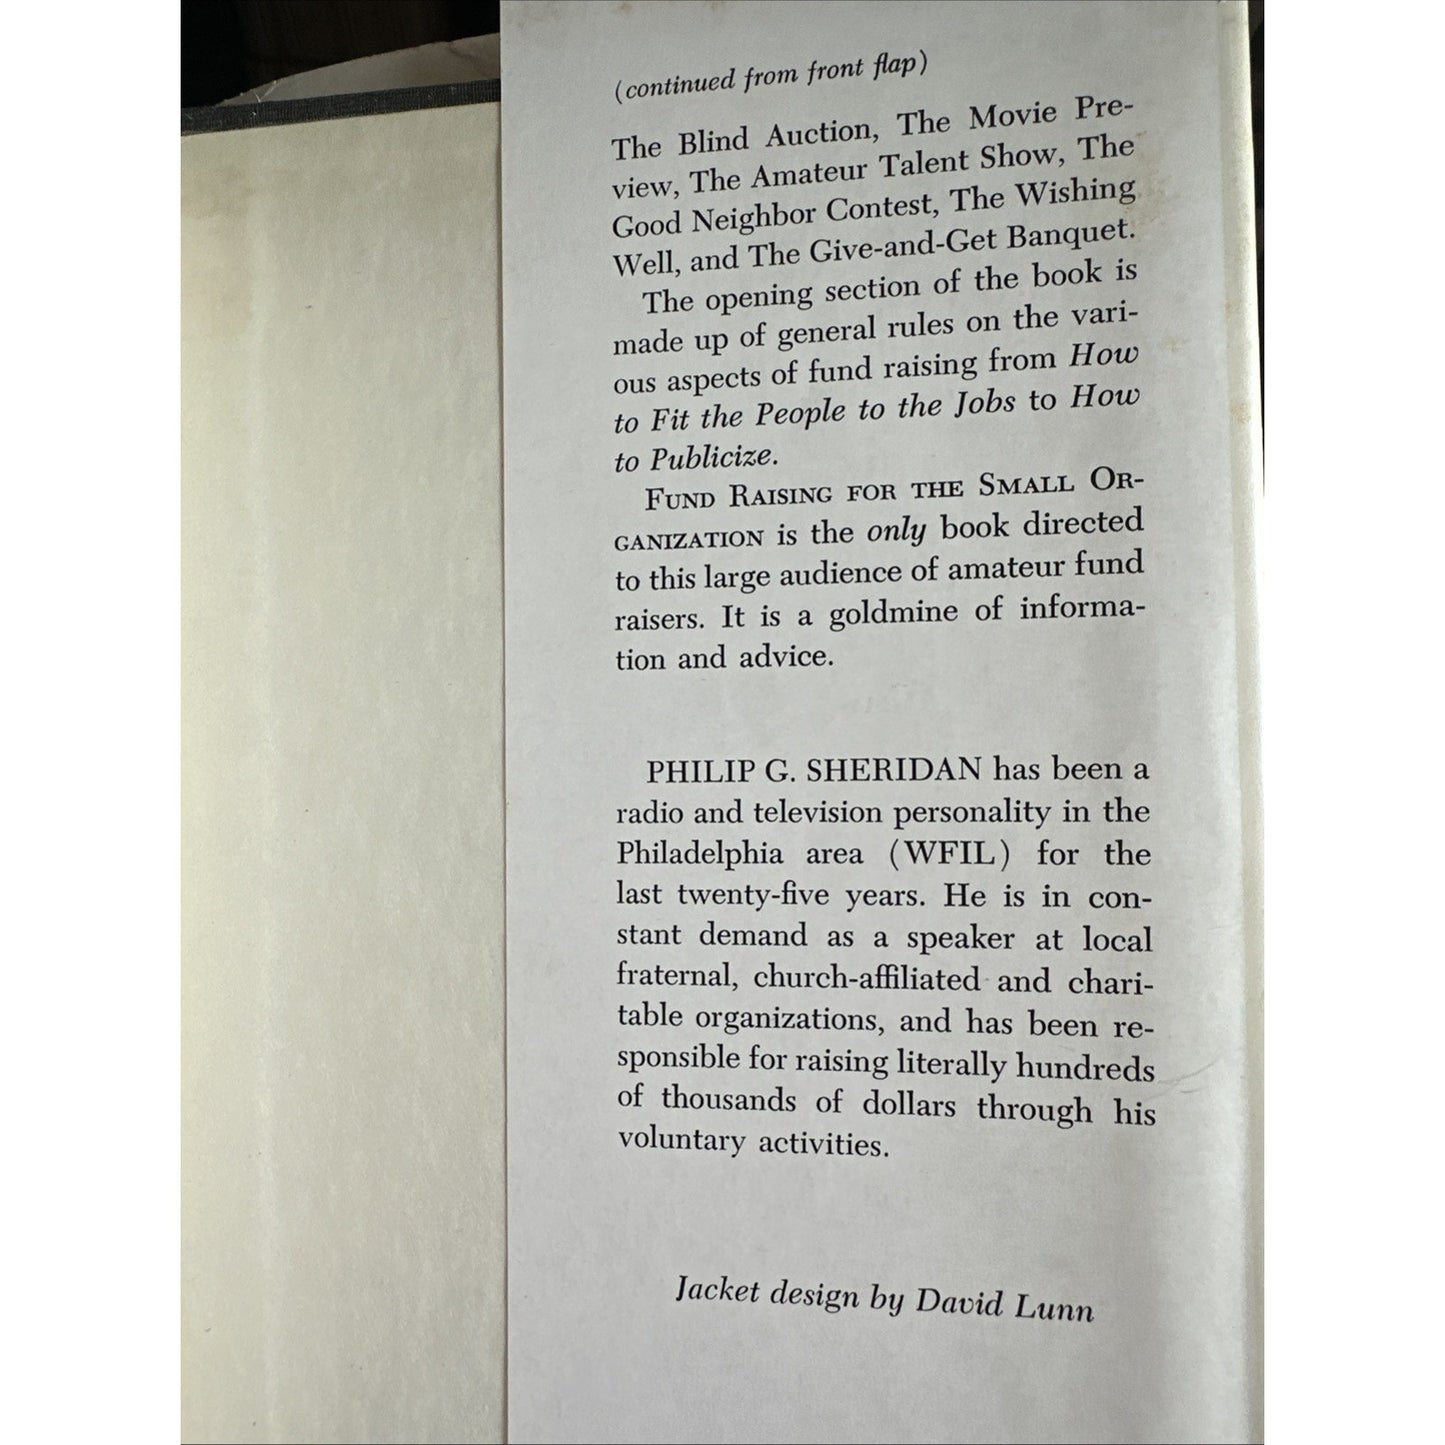 (continued from front flap)
The Blind Auction, The Movie Pre-
view, The Amateur Talent Show, The
Good Neighbor Contest, The Wishing
Well, and The Give-and-Get Banquet.
The opening section of the book is
made up of general rules on the vari-
ous aspects of fund raising from How
to Fit the People to the Jobs to How
to Publicize.
FUND RAISING FOR THE SMALL OR-
GANIZATION is the only book directed
to this large audience of amateur fund
raisers. It is a goldmine of informa-
tion and advice.
PHILIP G. SHERIDAN has been a
radio and television personality in the
Philadelphia area (WFIL) for the
last twenty-five years. He is in con-
stant demand as a speaker at local
fraternal, church-affiliated and chari-
table organizations, and has been re-
sponsible for raising literally hundreds
of thousands of dollars through his
voluntary activities.
Jacket design by David Lunn